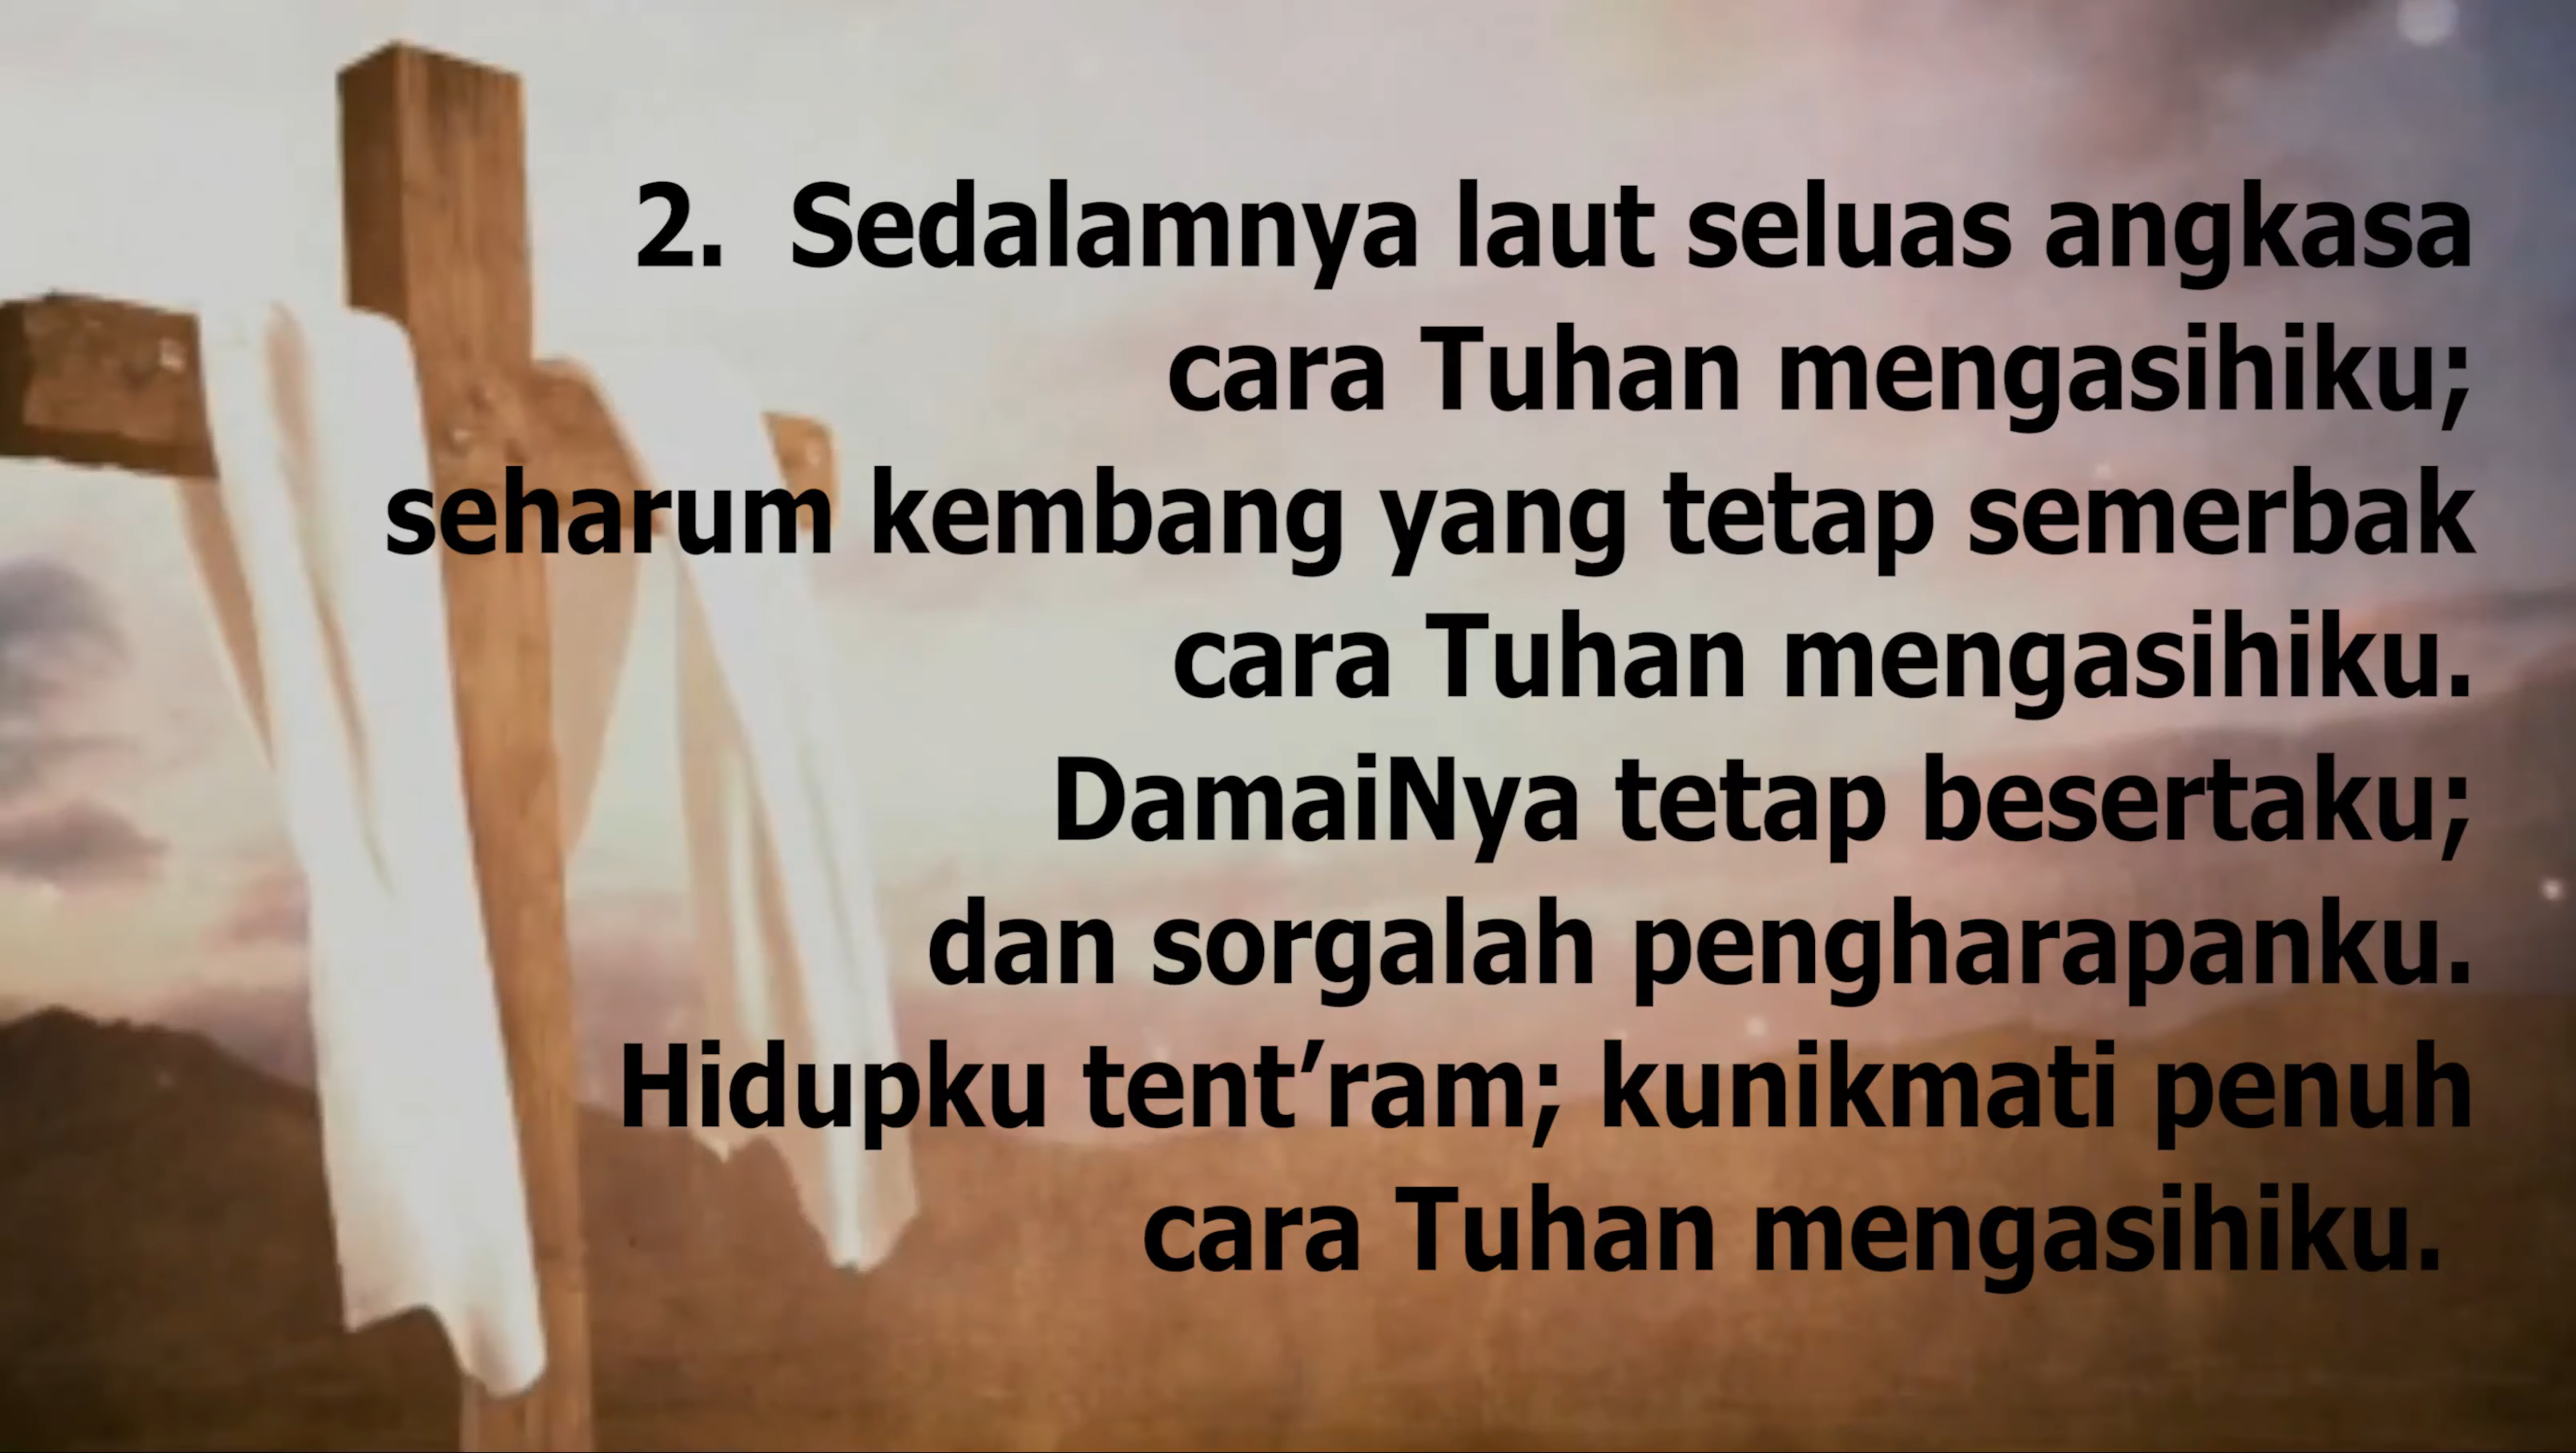 2. Sedalamnya laut seluas angkasa
cara Tuhan mengasihiku;
seharum kembang yang tetap semerbak
cara Tuhan mengasihiku.
DamaiNya tetap besertaku;
dan sorgalah pengharapanku.
Hidupku tent’ram; kunikmati penuh
cara Tuhan mengasihiku.